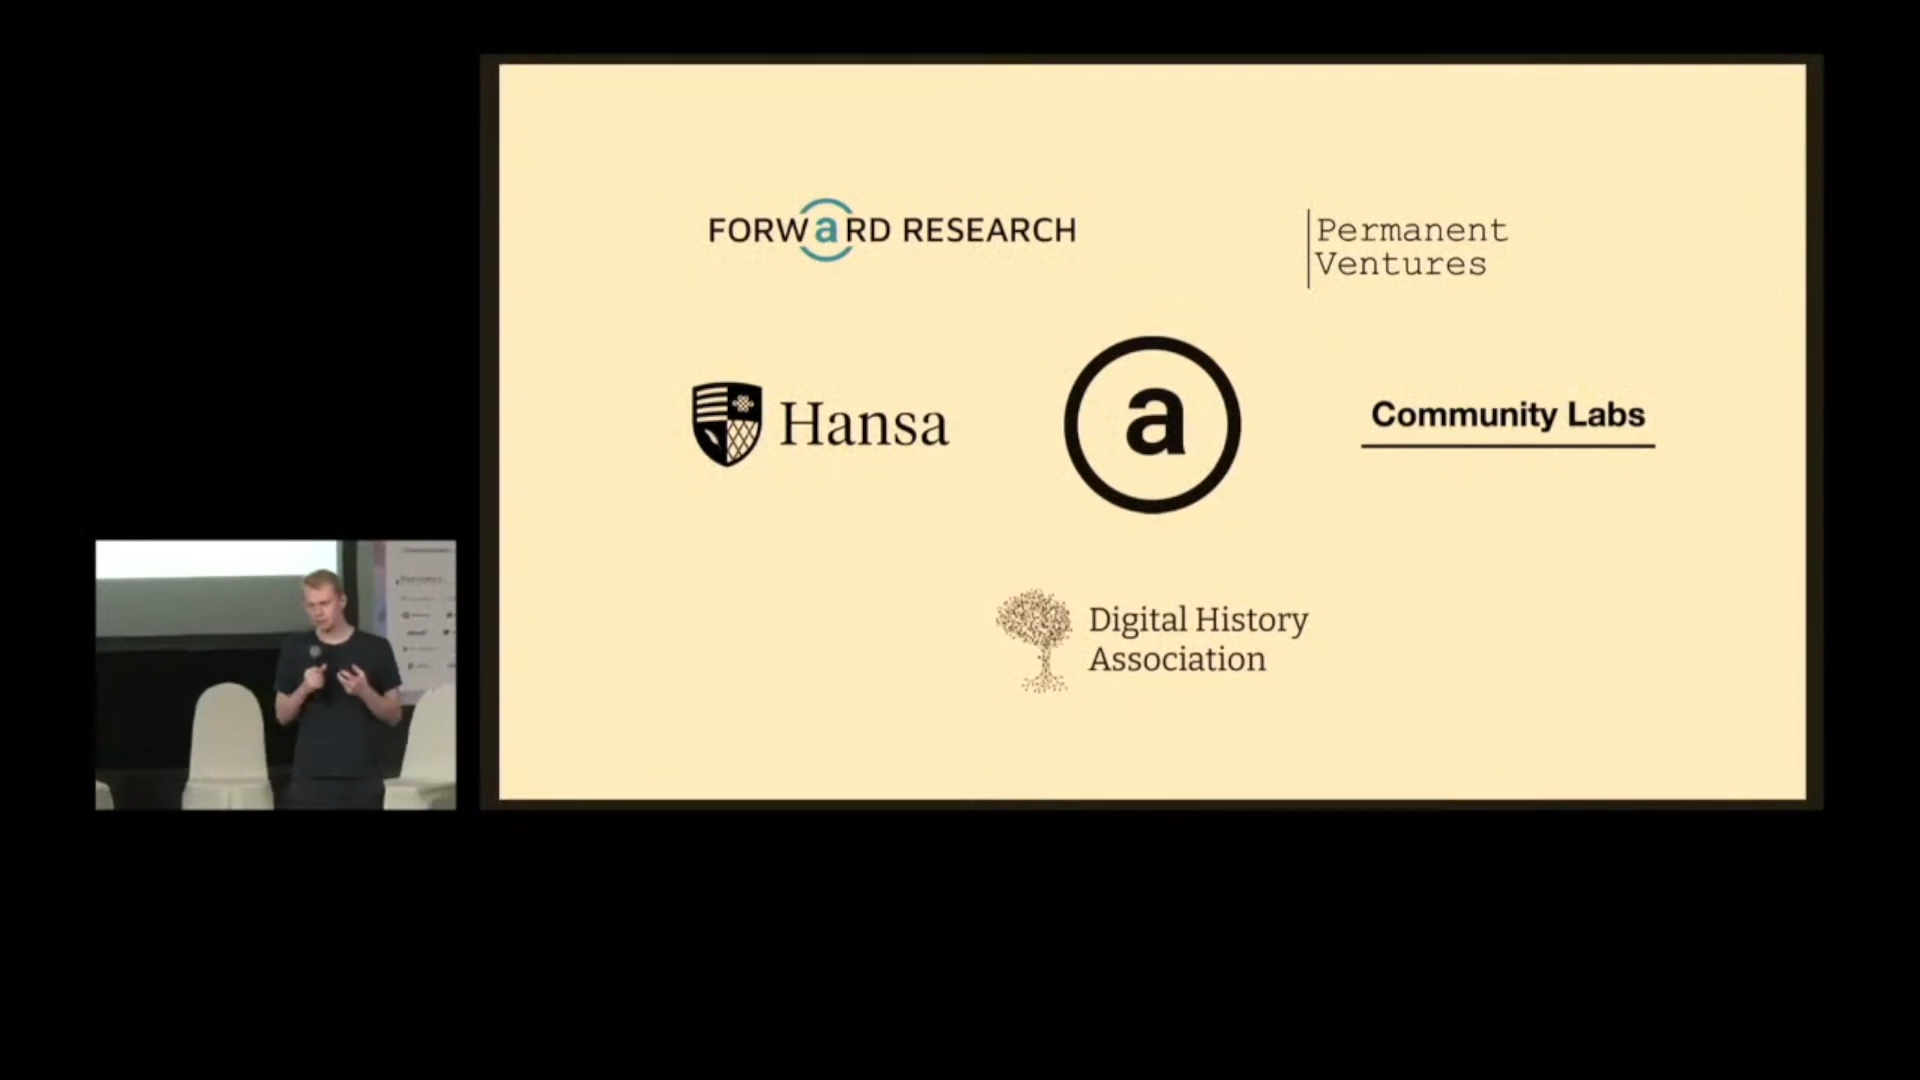 FORWaRD RESEARCH
Permanent
Ventures
Hansa
a
Community Labs
Digital History
Association